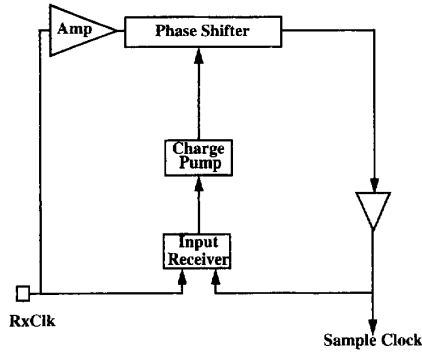 Amp
Phase Shifter
Charge
Pump
Input
Receiver
RxClk
Sample Clock